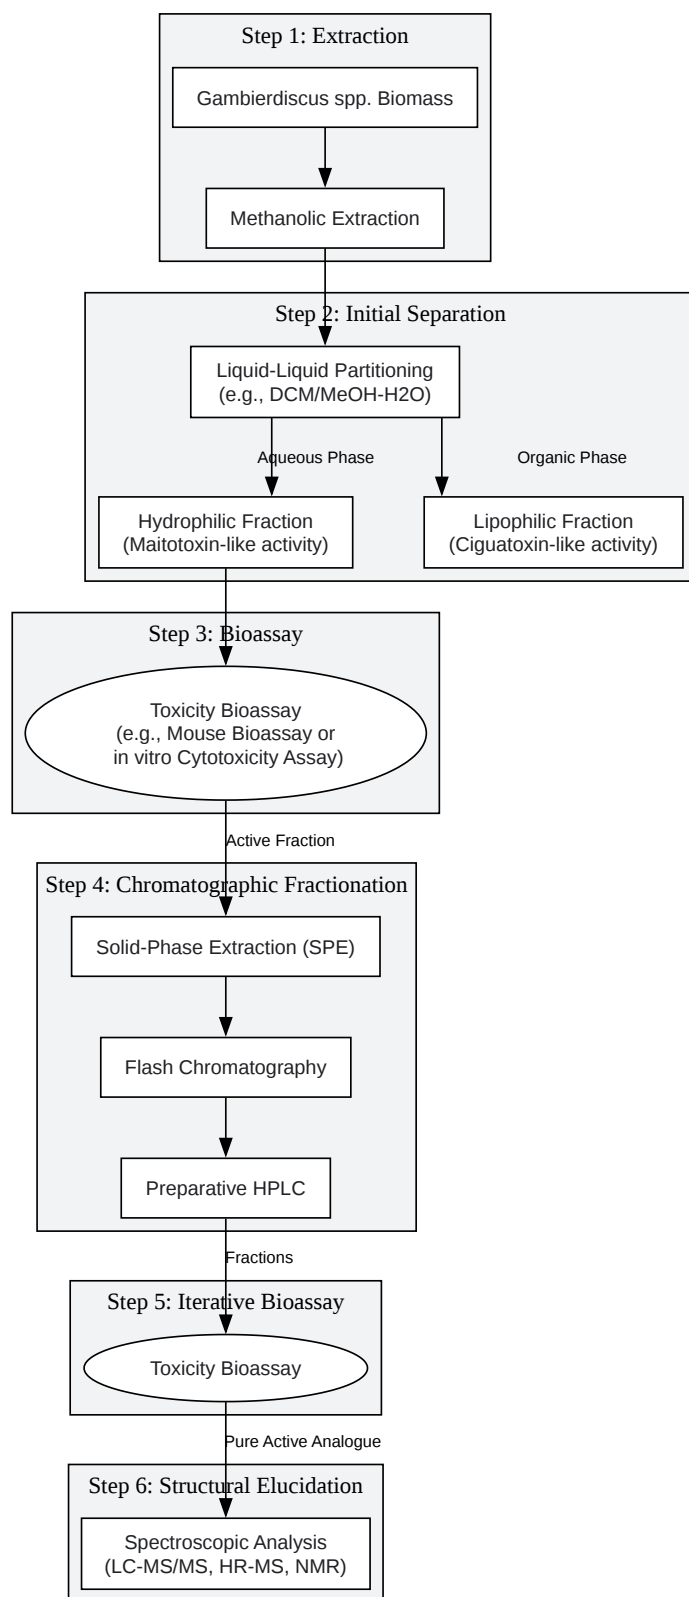 Step 1: Extraction
Gambierdiscus spp. Biomass
Methanolic Extraction
Step 2: Initial Separation
Liquid-Liquid Partitioning
(e.g., DCM/MeOH-H2O)
Aqueous Phase
Organic Phase
Hydrophilic Fraction
(Maitotoxin-like activity)
Lipophilic Fraction
(Ciguatoxin-like activity)
Step 3: Bioassay
Toxicity Bioassay
(e.g., Mouse Bioassay or
in vitro Cytotoxicity Assay)
Active Fraction
Step 4: Chromatographic Fractionation
Solid-Phase Extraction (SPE)
Flash Chromatography
Preparative HPLC
Fractions
Step 5: Iterative Bioassay
Toxicity Bioassay
Pure Active Analogue
Step 6: Structural Elucidation
Spectroscopic Analysis
(LC-MS/MS, HR-MS, NMR)